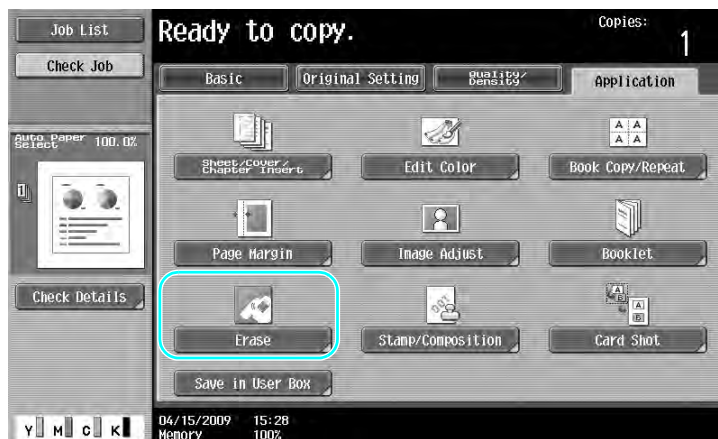 Job List
Check Job
Ready to copy.
Copies:
1
Basic
Original Setting
Quality/
Density
Application
Auto Paper
Select
100.0%
1
Sheet/Cover/
Chapter Insert
Edit Color
Book Copy/Repeat
Page Margin
Image Adjust
Booklet
Check Details
Erase
Stamp/Composition
Card Shot
Save in User Box
Y M C K
04/15/2009 15:28
Memory 100%